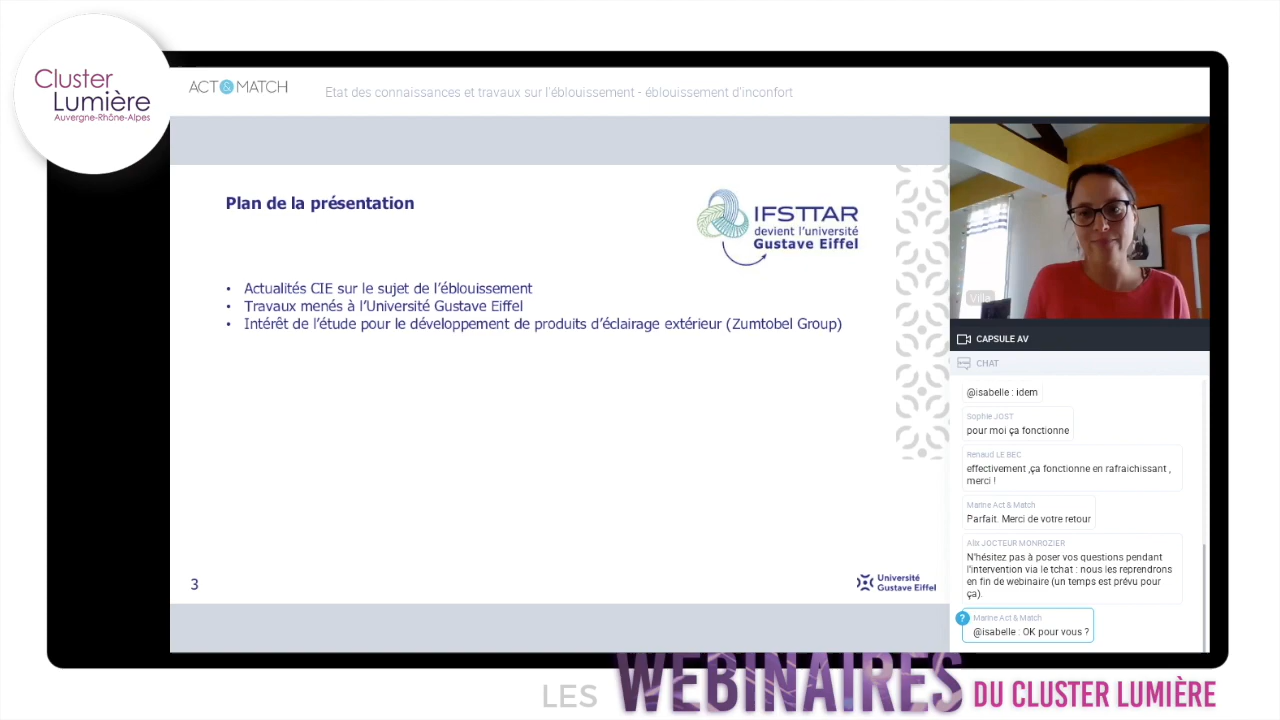 Cluster
Lumière
Auvergne-Rhône-Alpes
ACT & MATCH
Etat des connaissances et travaux sur l'éblouissement - éblouissement d'inconfort
Plan de la présentation
IFSTTAR
devient l'université
Gustave Eiffel
• Actualités CIE sur le sujet de l'éblouissement
• Travaux menés à l'Université Gustave Eiffel
• Intérêt de l'étude pour le développement de produits d'éclairage extérieur (Zumtobel Group)
3
Université
Gustave Eiffel
Villa
CAPSULE AV
CHAT
@isabelle : idem
Sophie JOST
pour moi ça fonctionne
Renaud LE BEC
effectivement ,ça fonctionne en rafraichissant ,
merci !
Marine Act & Match
Parfait. Merci de votre retour
Alix JOCTEUR MONROZIER
N'hésitez pas à poser vos questions pendant
l'intervention via le tchat : nous les reprendrons
en fin de webinaire (un temps est prévu pour
ça).
?
Marine Act & Match
@isabelle : OK pour vous ?
LES WEBINAIRES DU CLUSTER LUMIÈRE